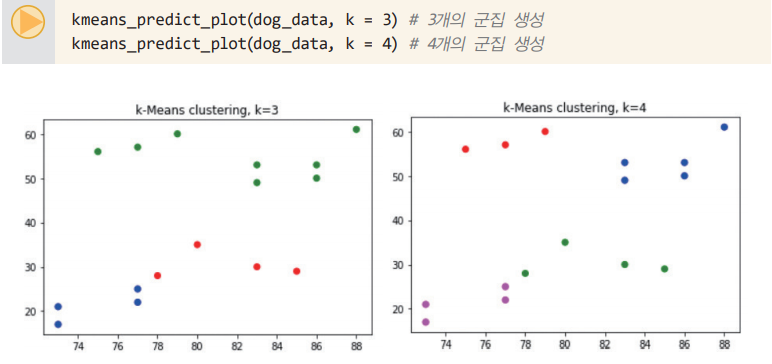 kmeans_predict_plot(dog_data, k = 3) # 3개의 군집 생성
kmeans_predict_plot(dog_data, k = 4) # 4개의 군집 생성
k-Means clustering, k=3
60
50
40
30
20
74 76 78 80 82 84 86 88
k-Means clustering, k=4
60
50
40
30
20
74 76 78 80 82 84 86 88